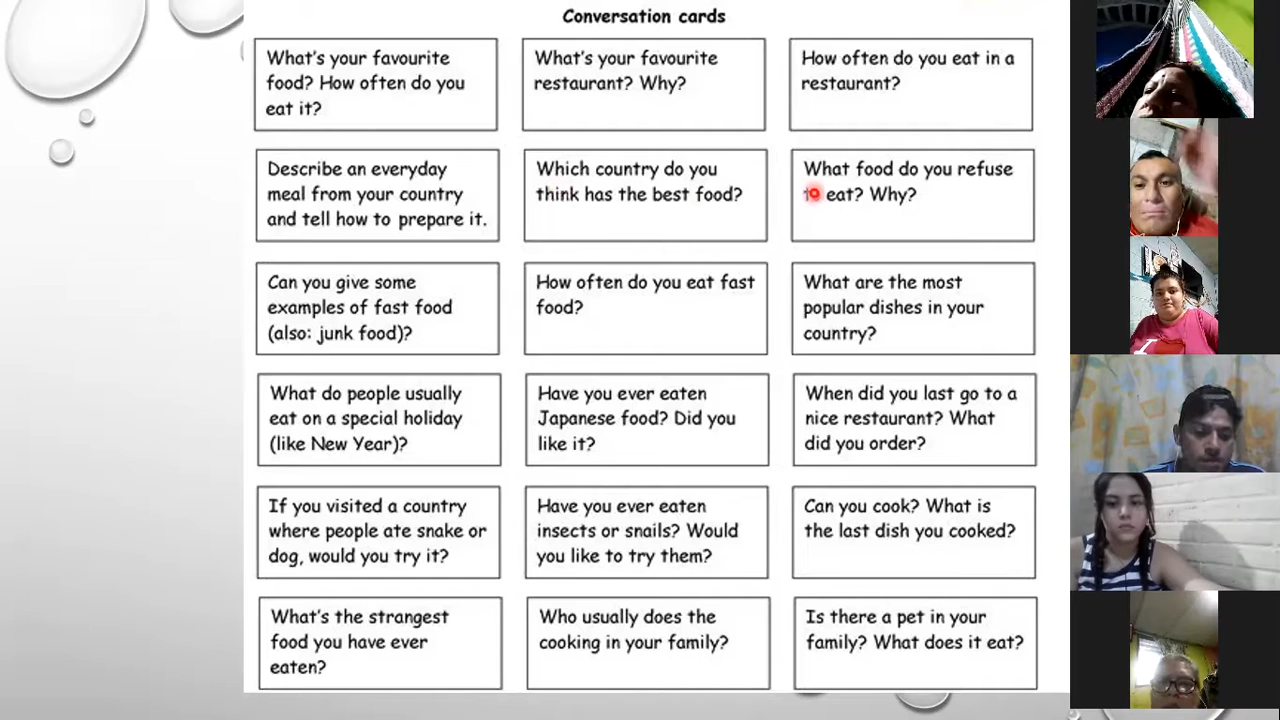 Conversation cards
What's your favourite
food? How often do you
eat it?
What's your favourite
restaurant? Why?
How often do you eat in a
restaurant?
Describe an everyday
meal from your country
and tell how to prepare it.
Which country do you
think has the best food?
What food do you refuse
to eat? Why?
Can you give some
examples of fast food
(also: junk food)?
How often do you eat fast
food?
What are the most
popular dishes in your
country?
What do people usually
eat on a special holiday
(like New Year)?
Have you ever eaten
Japanese food? Did you
like it?
When did you last go to a
nice restaurant? What
did you order?
If you visited a country
where people ate snake or
dog, would you try it?
Have you ever eaten
insects or snails? Would
you like to try them?
Can you cook? What is
the last dish you cooked?
What's the strangest
food you have ever
eaten?
Who usually does the
cooking in your family?
Is there a pet in your
family? What does it eat?
I